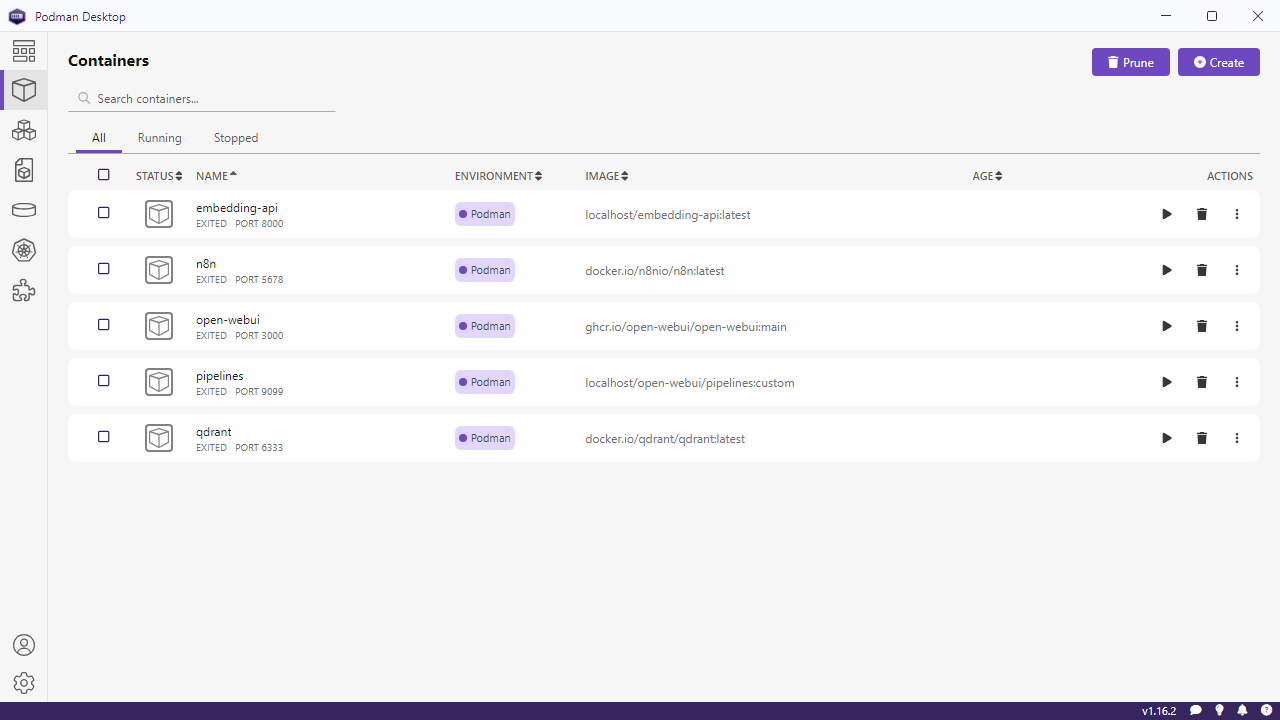 Podman Desktop
Containers
Prune
Create
Search containers...
All Running Stopped
STATUS NAME ENVIRONMENT IMAGE AGE ACTIONS
embedding-api
EXITED PORT 8000
Podman
localhost/embedding-api:latest
n8n
EXITED PORT 5678
Podman
docker.io/n8nio/n8n:latest
open-webui
EXITED PORT 3000
Podman
ghcr.io/open-webui/open-webui:main
pipelines
EXITED PORT 9099
Podman
localhost/open-webui/pipelines:custom
qdrant
EXITED PORT 6333
Podman
docker.io/qdrant/qdrant:latest
v1.16.2